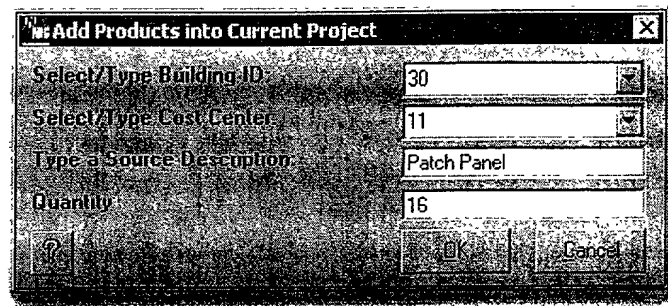 Add Products into Current Project
Select/Type Building ID: 30
Select/Type Cost Center 11
Type a Source Description: Patch Panel
Quantity 16
? OK Cancel